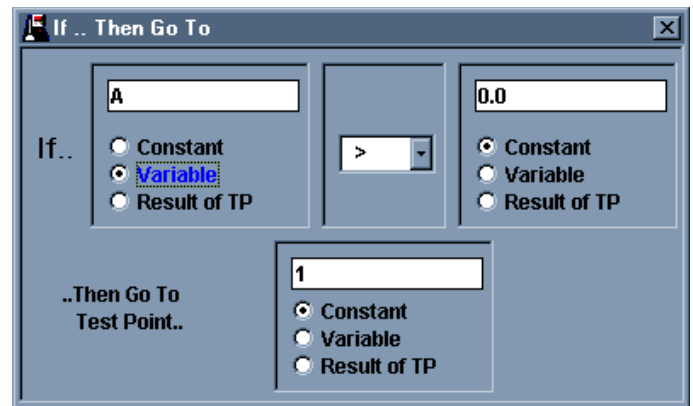 If .. Then Go To
A
0.0
If..
Constant
Variable
Result of TP
>
Constant
Variable
Result of TP
..Then Go To
Test Point..
1
Constant
Variable
Result of TP